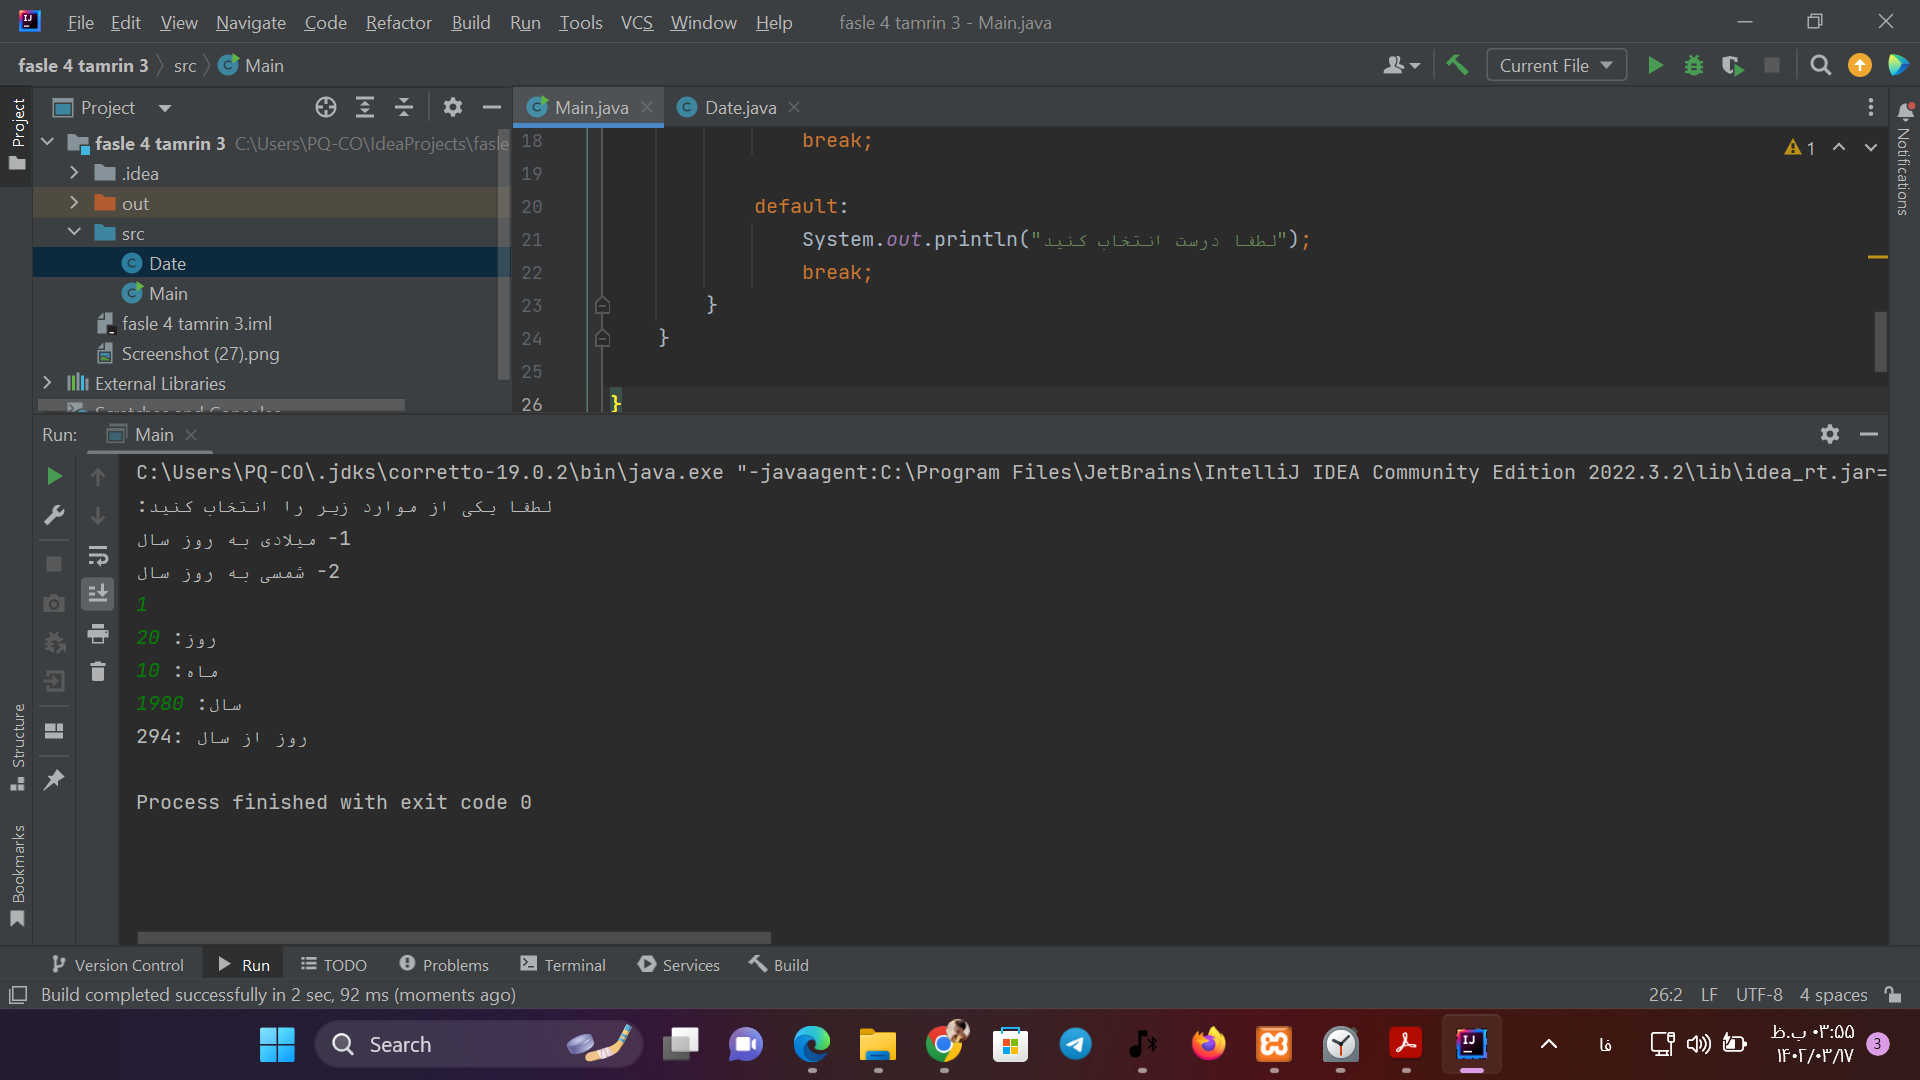 File Edit View Navigate Code Refactor Build Run Tools VCS Window Help fasle 4 tamrin 3 - Main.java
fasle 4 tamrin 3 src Main Current File
Project Main.java Date.java
fasle 4 tamrin 3 C:\Users\PQ-CO\IdeaProjects\fasle
.idea
out
src
Date
Main
fasle 4 tamrin 3.iml
Screenshot (27).png
External Libraries
Scratches and Consoles
18 break;
19
20 default:
21 System.out.println("لطفا درست انتخاب کنید");
22 break;
23 }
24 }
25
26 }
1
Project
Notifications
Structure
Bookmarks
Run: Main
C:\Users\PQ-CO\.jdks\corretto-19.0.2\bin\java.exe "-javaagent:C:\Program Files\JetBrains\IntelliJ IDEA Community Edition 2022.3.2\lib\idea_rt.jar=
لطفا یکی از موارد زیر را انتخاب کنید:
1- میلادی به روز سال
2- شمسی به روز سال
1
روز: 20
ماه: 10
سال: 1980
روز از سال :294
Process finished with exit code 0
Version Control Run TODO Problems Terminal Services Build
Build completed successfully in 2 sec, 92 ms (moments ago) 26:2 LF UTF-8 4 spaces
Search
فا
۰۳:۵۵ ب.ظ
۱۴۰۲/۰۳/۱۷
3